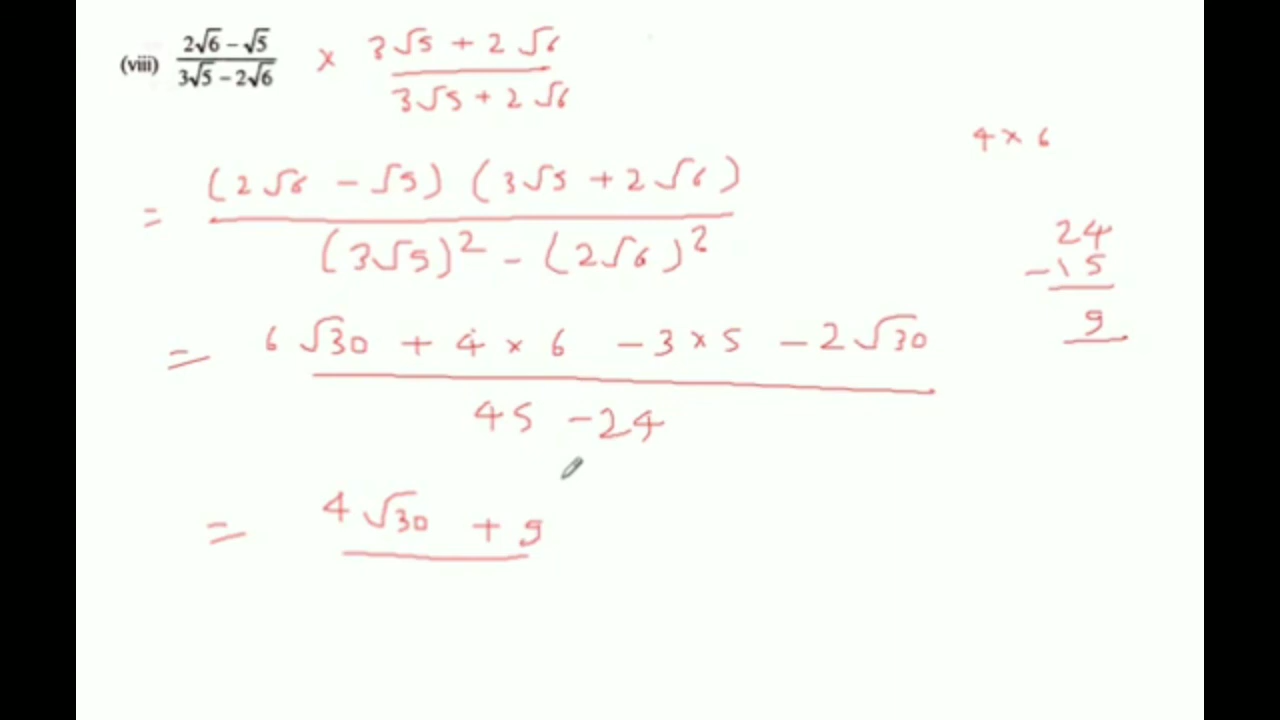 (viii) (2√6 − √5)/(3√5 − 2√6) × (3√5 + 2√6)/(3√5 + 2√6)
4 × 6
= (2√6 − √5) (3√5 + 2√6)
(3√5)² − (2√6)²
24
−15
9
= 6√30 + 4 × 6 − 3 × 5 − 2√30
45 − 24
= 4√30 + 9